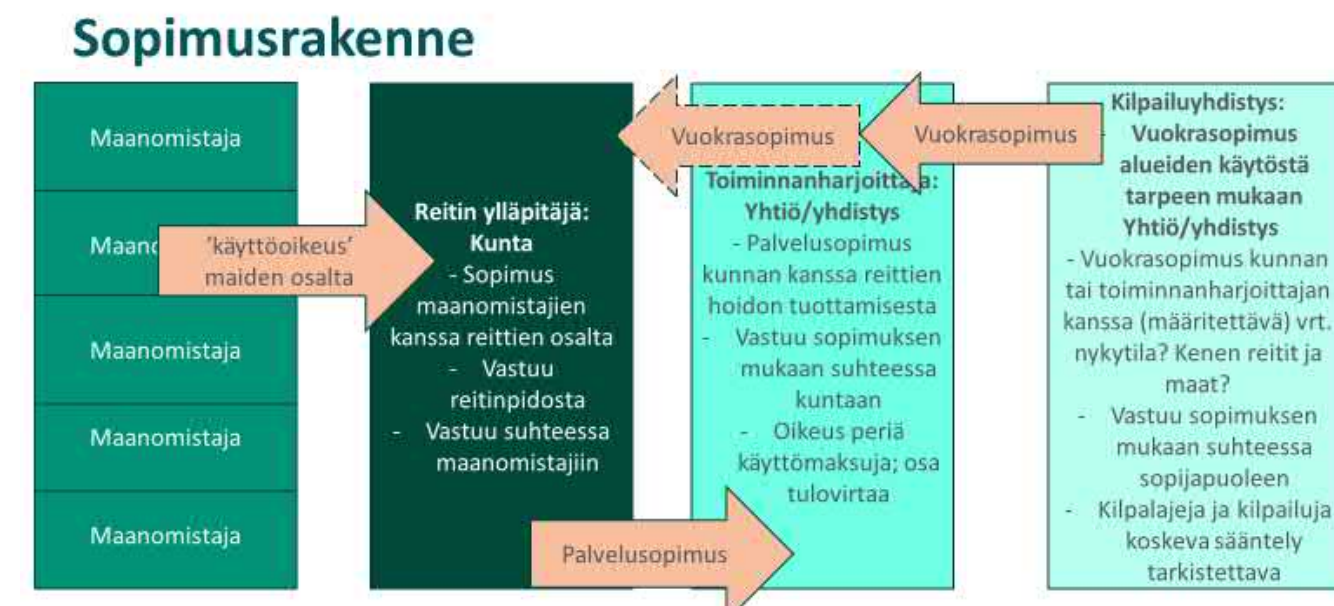 Sopimusrakenne
Maanomistaja
Maano
Maanomistaja
Maanomistaja
Maanomistaja
'käyttöoikeus'
maiden osalta
Reitin ylläpitäjä:
Kunta
- Sopimus
maanomistajien
kanssa reittien osalta
- Vastuu
reitinpidosta
- Vastuu suhteessa
maanomistajiin
Vuokrasopimus
Vuokrasopimus
Toiminnanharjoittaja:
Yhtiö/yhdistys
- Palvelusopimus
kunnan kanssa reittien
hoidon tuottamisesta
- Vastuu sopimuksen
mukaan suhteessa
kuntaan
- Oikeus periä
käyttömaksuja; osa
tulovirtaa
Palvelusopimus
Kilpailuyhdistys:
- Vuokrasopimus
alueiden käytöstä
tarpeen mukaan
Yhtiö/yhdistys
- Vuokrasopimus kunnan
tai toiminnanharjoittajan
kanssa (määritettävä) vrt.
nykytila? Kenen reitit ja
maat?
- Vastuu sopimuksen
mukaan suhteessa
sopijapuoleen
- Kilpalajeja ja kilpailuja
koskeva sääntely
tarkistettava